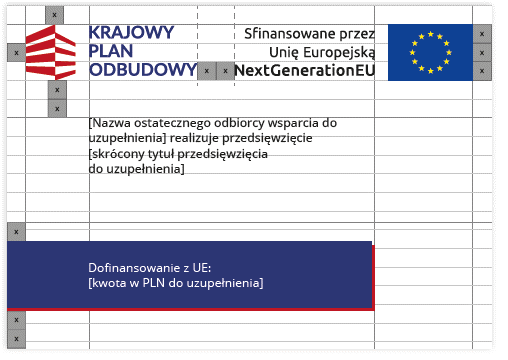 x
KRAJOWY
PLAN
ODBUDOWY
Sfinansowane przez
Unię Europejską
NextGenerationEU
x
x
x
x
x
x
x
x
[Nazwa ostatecznego odbiorcy wsparcia do
uzupełnienia] realizuje przedsięwzięcie
[skrócony tytuł przedsięwzięcia
do uzupełnienia]
x
Dofinansowanie z UE:
[kwota w PLN do uzupełnienia]
x
x